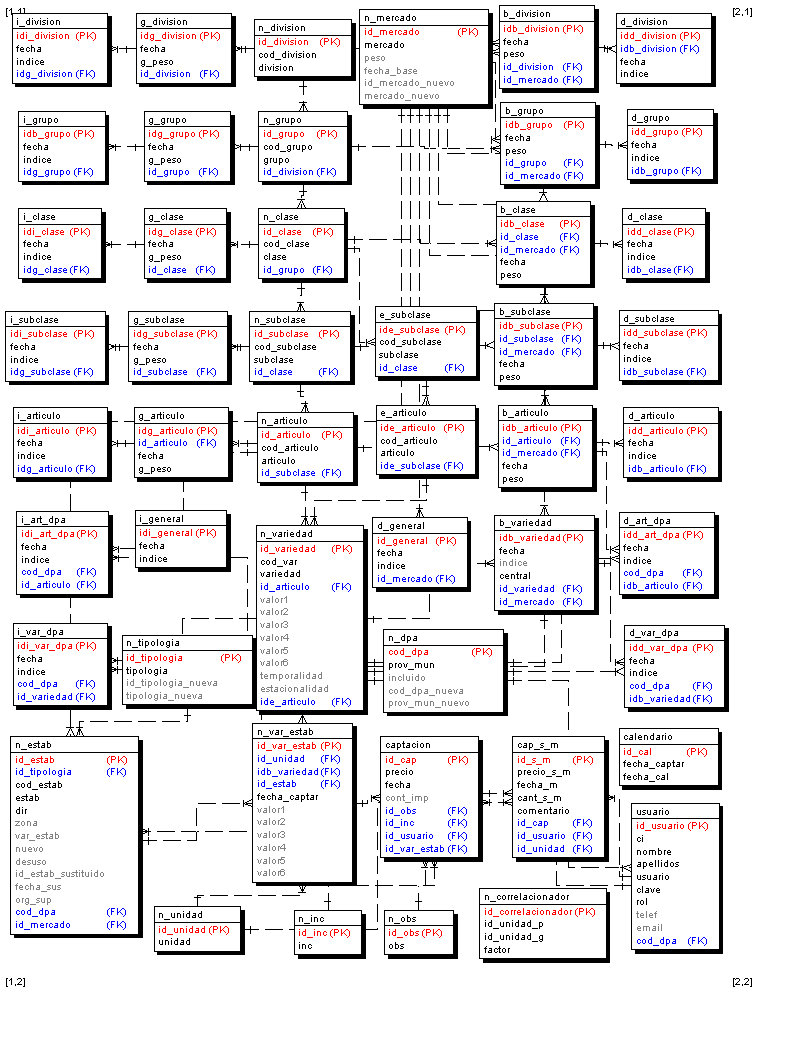 [1,1]
[2,1]
i_division
idi_division (PK)
fecha
indice
idg_division (FK)
g_division
idg_division (PK)
fecha
g_peso
id_division (FK)
n_division
id_division (PK)
cod_division
division
n_mercado
id_mercado (PK)
mercado
peso
fecha_base
id_mercado_nuevo
mercado_nuevo
b_division
idb_division (PK)
fecha
peso
id_division (FK)
id_mercado (FK)
d_division
idd_division (PK)
idb_division (FK)
fecha
indice
i_grupo
idb_grupo (PK)
fecha
indice
idg_grupo (FK)
g_grupo
idg_grupo (PK)
fecha
g_peso
id_grupo (FK)
n_grupo
id_grupo (PK)
cod_grupo
grupo
id_division (FK)
b_grupo
idb_grupo (PK)
fecha
peso
id_grupo (FK)
id_mercado (FK)
d_grupo
idd_grupo (PK)
fecha
indice
idb_grupo (FK)
i_clase
idi_clase (PK)
fecha
indice
idg_clase (FK)
g_clase
idg_clase (PK)
fecha
g_peso
id_clase (FK)
n_clase
id_clase (PK)
cod_clase
clase
id_grupo (FK)
b_clase
idb_clase (PK)
id_clase (FK)
id_mercado (FK)
fecha
peso
d_clase
idd_clase (PK)
fecha
indice
idb_clase (FK)
i_subclase
idi_subclase (PK)
fecha
indice
idg_subclase (FK)
g_subclase
idg_subclase (PK)
fecha
g_peso
id_subclase (FK)
n_subclase
id_subclase (PK)
cod_subclase
subclase
id_clase (FK)
e_subclase
ide_subclase (PK)
cod_subclase
subclase
id_clase (FK)
b_subclase
idb_subclase (PK)
id_subclase (FK)
id_mercado (FK)
fecha
peso
d_subclase
idd_subclase (PK)
fecha
indice
idb_subclase (FK)
i_articulo
idi_articulo (PK)
fecha
indice
idg_articulo (FK)
g_articulo
idg_articulo (PK)
id_articulo (FK)
fecha
g_peso
n_articulo
id_articulo (PK)
cod_articulo
articulo
id_subclase (FK)
e_articulo
ide_articulo (PK)
cod_articulo
articulo
ide_subclase (FK)
b_articulo
idb_articulo (PK)
id_articulo (FK)
id_mercado (FK)
fecha
peso
d_articulo
idd_articulo (PK)
fecha
indice
idb_articulo (FK)
i_art_dpa
idi_art_dpa (PK)
fecha
indice
cod_dpa (FK)
id_articulo (FK)
i_general
idi_general (PK)
fecha
indice
n_variedad
id_variedad (PK)
cod_var
variedad
id_articulo (FK)
valor1
valor2
valor3
valor4
valor5
valor6
temporalidad
estacionalidad
ide_articulo (FK)
d_general
id_general (PK)
fecha
indice
id_mercado (FK)
b_variedad
idb_variedad (PK)
fecha
indice
central
id_variedad (FK)
id_mercado (FK)
d_art_dpa
idd_art_dpa (PK)
fecha
indice
cod_dpa (FK)
idb_articulo (FK)
i_var_dpa
idi_var_dpa (PK)
fecha
indice
cod_dpa (FK)
id_variedad (FK)
n_tipologia
id_tipologia (PK)
tipologia
id_tipologia_nueva
tipologia_nueva
n_dpa
cod_dpa (PK)
prov_mun
incluido
cod_dpa_nueva
prov_mun_nuevo
d_var_dpa
idd_var_dpa (PK)
fecha
indice
cod_dpa (FK)
idb_variedad (FK)
n_estab
id_estab (PK)
id_tipologia (FK)
cod_estab
estab
dir
zona
var_estab
nuevo
desuso
id_estab_sustituido
fecha_sus
org_sup
cod_dpa (FK)
id_mercado (FK)
n_var_estab
id_var_estab (PK)
id_unidad (FK)
idb_variedad (FK)
id_estab (FK)
fecha_captar
valor1
valor2
valor3
valor4
valor5
valor6
captacion
id_cap (PK)
precio
fecha
cont_imp
id_obs (FK)
id_inc (FK)
id_usuario (FK)
id_var_estab (FK)
cap_s_m
id_s_m (PK)
precio_s_m
fecha_m
cant_s_m
comentario
id_cap (FK)
id_usuario (FK)
id_unidad (FK)
calendario
id_cal (PK)
fecha_captar
fecha_cal
usuario
id_usuario (PK)
ci
nombre
apellidos
usuario
clave
rol
telef
email
cod_dpa (FK)
n_unidad
id_unidad (PK)
unidad
n_inc
id_inc (PK)
inc
n_obs
id_obs (PK)
obs
n_correlacionador
id_correlacionador (PK)
id_unidad_p
id_unidad_g
factor
[1,2]
[2,2]